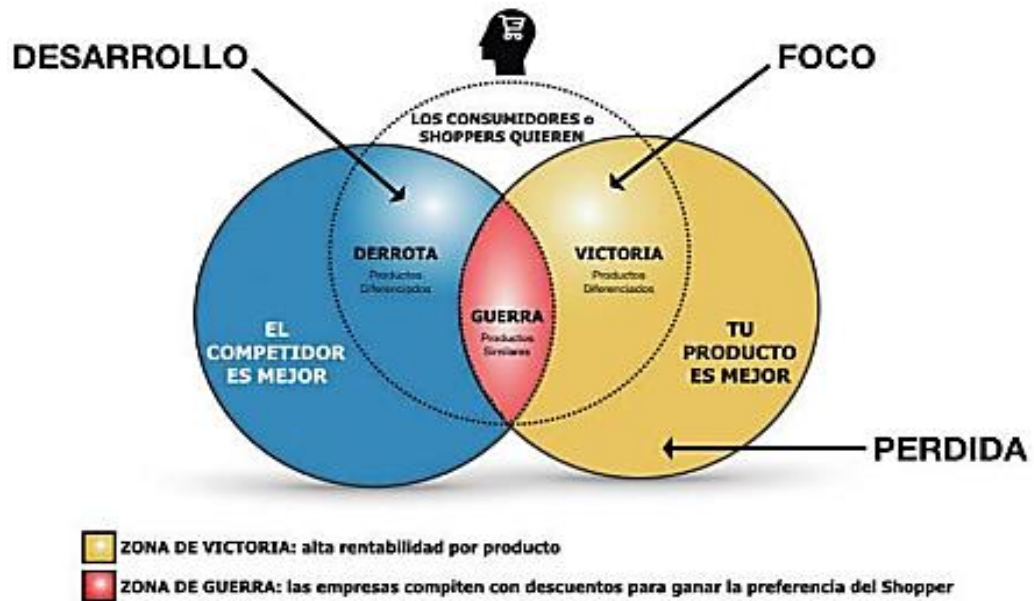 DESARROLLO
FOCO
LOS CONSUMIDORES o
SHOPPERS QUIEREN
DERROTA
Productos
Diferenciados
VICTORIA
Productos
Diferenciados
GUERRA
Productos
Similares
EL
COMPETIDOR
ES MEJOR
TU
PRODUCTO
ES MEJOR
PERDIDA
ZONA DE VICTORIA: alta rentabilidad por producto
ZONA DE GUERRA: las empresas compiten con descuentos para ganar la preferencia del Shopper